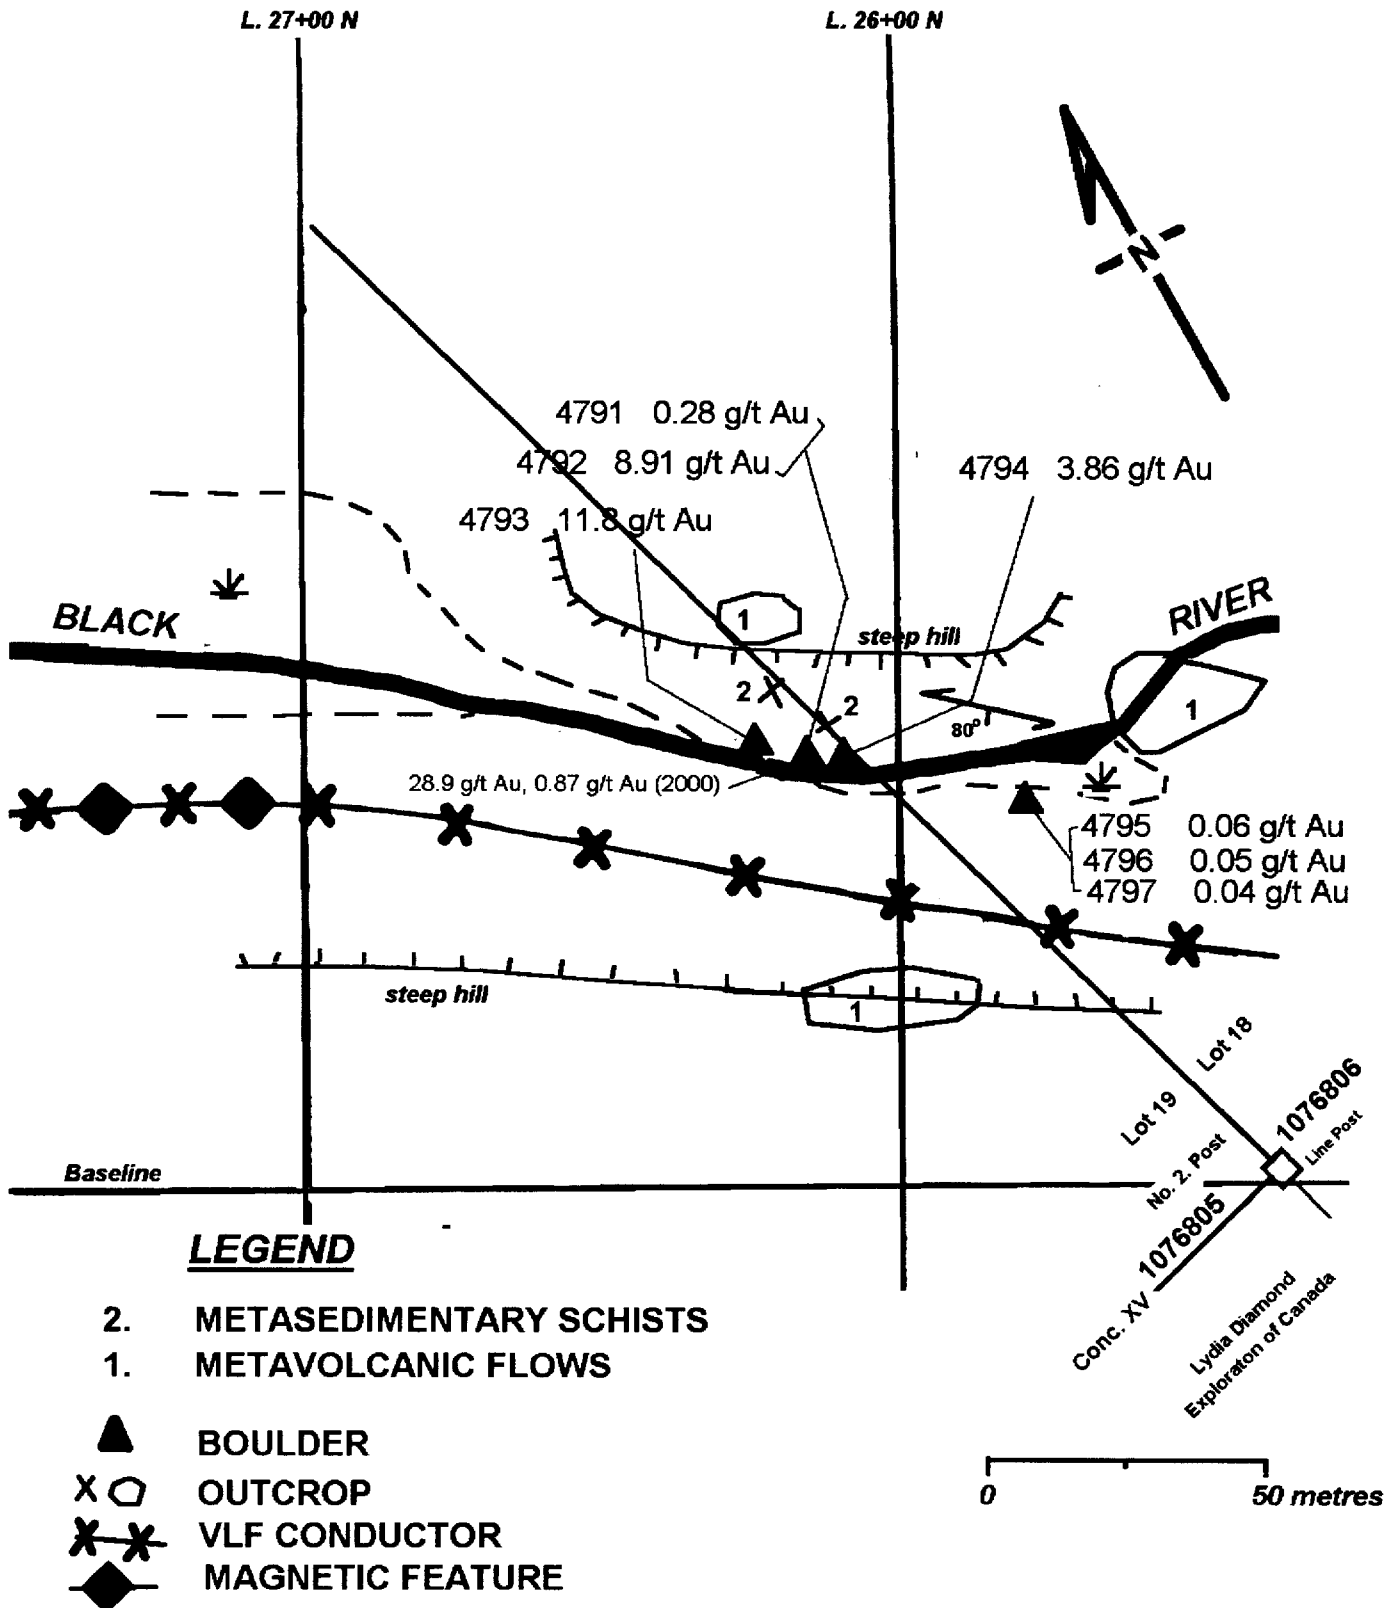 L. 27+00 N
L. 26+00 N
N
4791 0.28 g/t Au
4792 8.91 g/t Au
4794 3.86 g/t Au
4793 11.8 g/t Au
BLACK
RIVER
1
steep hill
2
2
1
80°
28.9 g/t Au, 0.87 g/t Au (2000)
4795 0.06 g/t Au
4796 0.05 g/t Au
4797 0.04 g/t Au
steep hill
1
Lot 18
Lot 19
1076806
Line Post
No. 2. Post
Baseline
1076805
Conc. XV
Lydia Diamond
Exploraton of Canada
LEGEND
2. METASEDIMENTARY SCHISTS
1. METAVOLCANIC FLOWS
BOULDER
OUTCROP
VLF CONDUCTOR
MAGNETIC FEATURE
0 50 metres